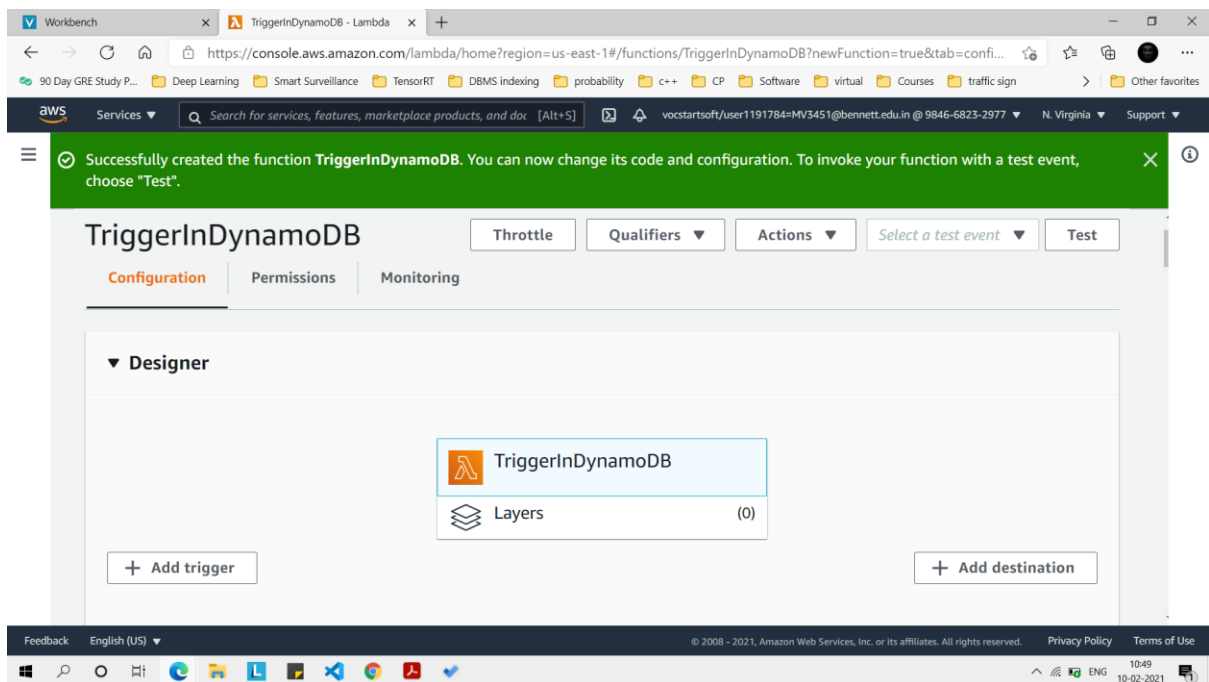 Workbench
TriggerInDynamoDB - Lambda
https://console.aws.amazon.com/lambda/home?region=us-east-1#/functions/TriggerInDynamoDB?newFunction=true&tab=confi...
90 Day GRE Study P... Deep Learning Smart Surveillance TensorRT DBMS indexing probability c++ CP Software virtual Courses traffic sign Other favorites
aws Services ▼ Search for services, features, marketplace products, and doc [Alt+S] vocstartsoft/user1191784=MV3451@bennett.edu.in @ 9846-6823-2977 ▼ N. Virginia ▼ Support ▼
Successfully created the function TriggerInDynamoDB. You can now change its code and configuration. To invoke your function with a test event,
choose "Test".
TriggerInDynamoDB Throttle Qualifiers ▼ Actions ▼ Select a test event ▼ Test
Configuration Permissions Monitoring
▼ Designer
TriggerInDynamoDB
Layers (0)
+ Add trigger + Add destination
Feedback English (US) ▼ © 2008 - 2021, Amazon Web Services, Inc. or its affiliates. All rights reserved. Privacy Policy Terms of Use
ENG 10:49
10-02-2021